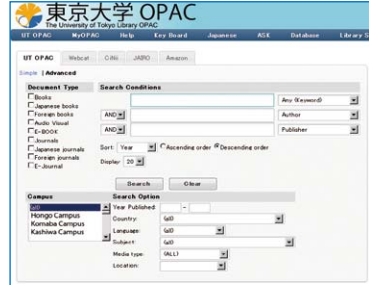 東京大学 OPAC
The University of Tokyo Library OPAC
UT OPAC MyOPAC Help Key Board Japanese ASK Database Library S
UT OPAC Webcat CiNii JAIRO Amazon
Simple | Advanced
Document Type Search Conditions
Books Any (Keyword)
Japanese books
Foreign books AND Author
Audio Visual
E-BOOK AND Publisher
Journals
Japanese journals Sort: Year Ascending order Descending order
Foreign journals
E-Journal Display: 20
Search Clear
Campus Search Option
(all) Year Published: -
Hongo Campus Country: (all)
Komaba Campus Language: (all)
Kashiwa Campus Subject: (all)
Media type: (ALL)
Location: